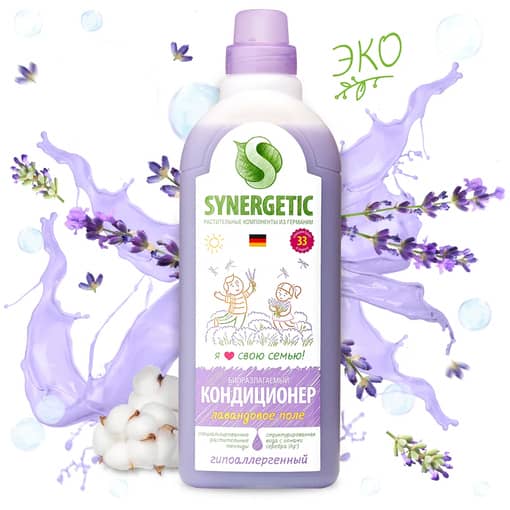 ЭКО
SYNERGETIC
РАСТИТЕЛЬНЫЕ КОМПОНЕНТЫ ИЗ ГЕРМАНИИ
33
я ❤ свою семью!
БИОРАЗЛАГАЕМЫЙ
КОНДИЦИОНЕР
лавандовое поле
гипоаллергенный